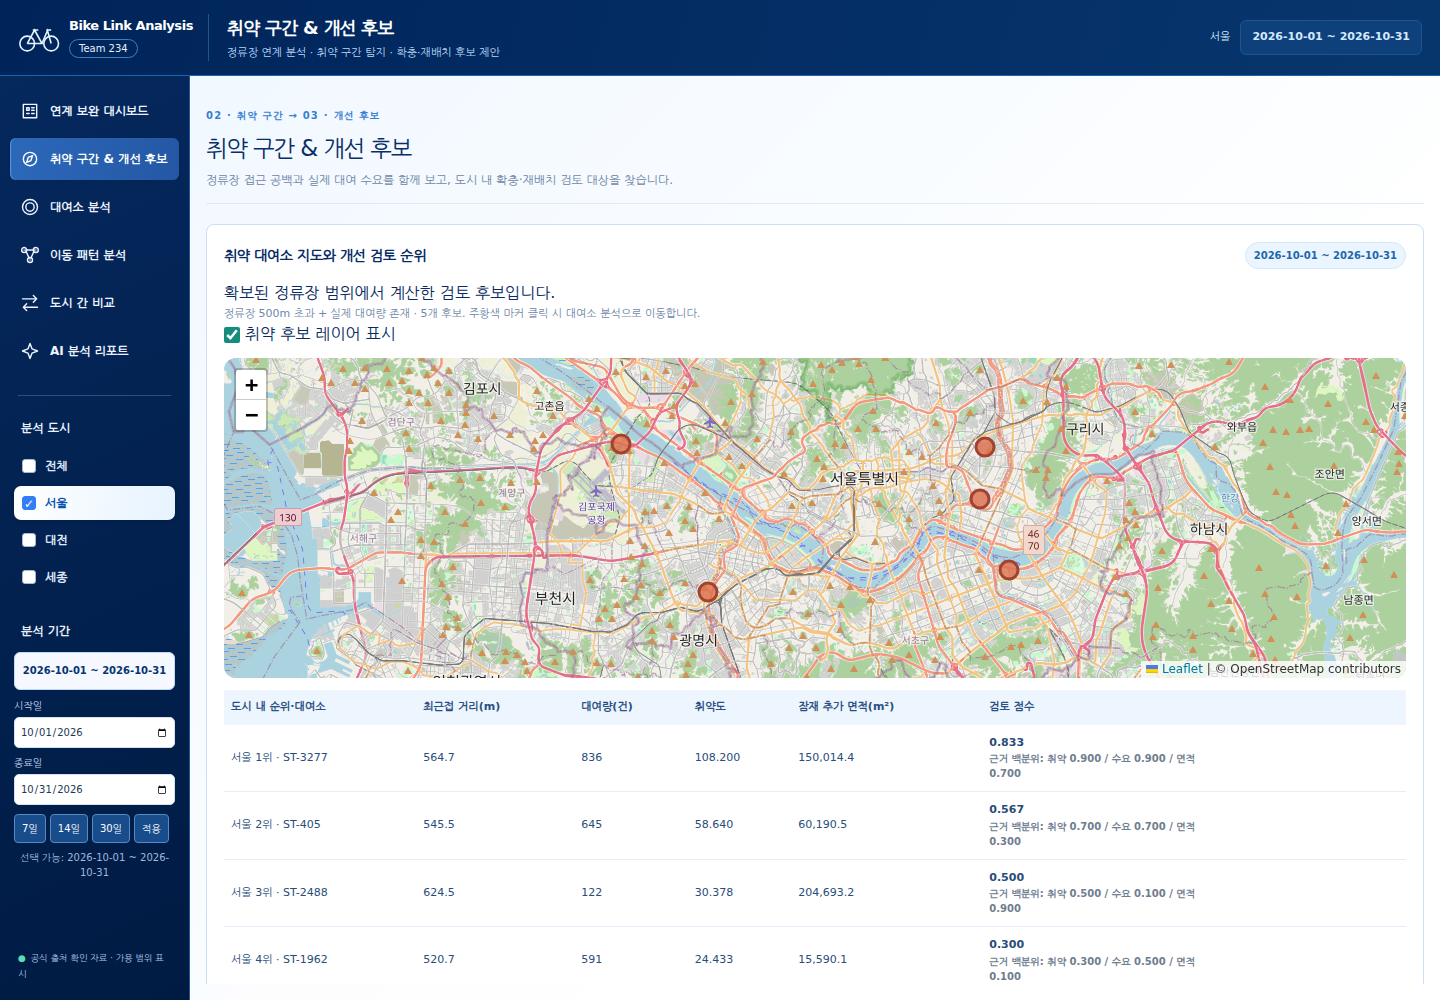 Bike Link Analysis
Team 234
취약 구간 & 개선 후보
정류장 연계 분석 · 취약 구간 탐지 · 확충·재배치 후보 제안
서울
2026-10-01 ~ 2026-10-31
연계 보완 대시보드
취약 구간 & 개선 후보
대여소 분석
이동 패턴 분석
도시 간 비교
AI 분석 리포트
분석 도시
전체
서울
대전
세종
분석 기간
2026-10-01 ~ 2026-10-31
시작일
10/01/2026
종료일
10/31/2026
7일 14일 30일 적용
선택 가능: 2026-10-01 ~ 2026-
10-31
공식 출처 확인 자료 · 가용 범위 표
시
02 · 취약 구간 → 03 · 개선 후보
취약 구간 & 개선 후보
정류장 접근 공백과 실제 대여 수요를 함께 보고, 도시 내 확충·재배치 검토 대상을 찾습니다.
취약 대여소 지도와 개선 검토 순위
2026-10-01 ~ 2026-10-31
확보된 정류장 범위에서 계산한 검토 후보입니다.
정류장 500m 초과 + 실제 대여량 존재 · 5개 후보. 주황색 마커 클릭 시 대여소 분석으로 이동합니다.
취약 후보 레이어 표시
+
−
김포시
고촌읍
검단구
계양구
김포국제
공항
130
서해구
부천시
광명시
서울특별시
서초구
46
70
구리시
와부읍
조안면
한강
하남시
양서면
남종면
Leaflet | © OpenStreetMap contributors
도시 내 순위·대여소 최근접 거리(m) 대여량(건) 취약도 잠재 추가 면적(m²) 검토 점수
서울 1위 · ST-3277 564.7 836 108.200 150,014.4 0.833
근거 백분위: 취약 0.900 / 수요 0.900 / 면적
0.700
서울 2위 · ST-405 545.5 645 58.640 60,190.5 0.567
근거 백분위: 취약 0.700 / 수요 0.700 / 면적
0.300
서울 3위 · ST-2488 624.5 122 30.378 204,693.2 0.500
근거 백분위: 취약 0.500 / 수요 0.100 / 면적
0.900
서울 4위 · ST-1962 520.7 591 24.433 15,590.1 0.300
근거 백분위: 취약 0.300 / 수요 0.500 / 면적
0.100